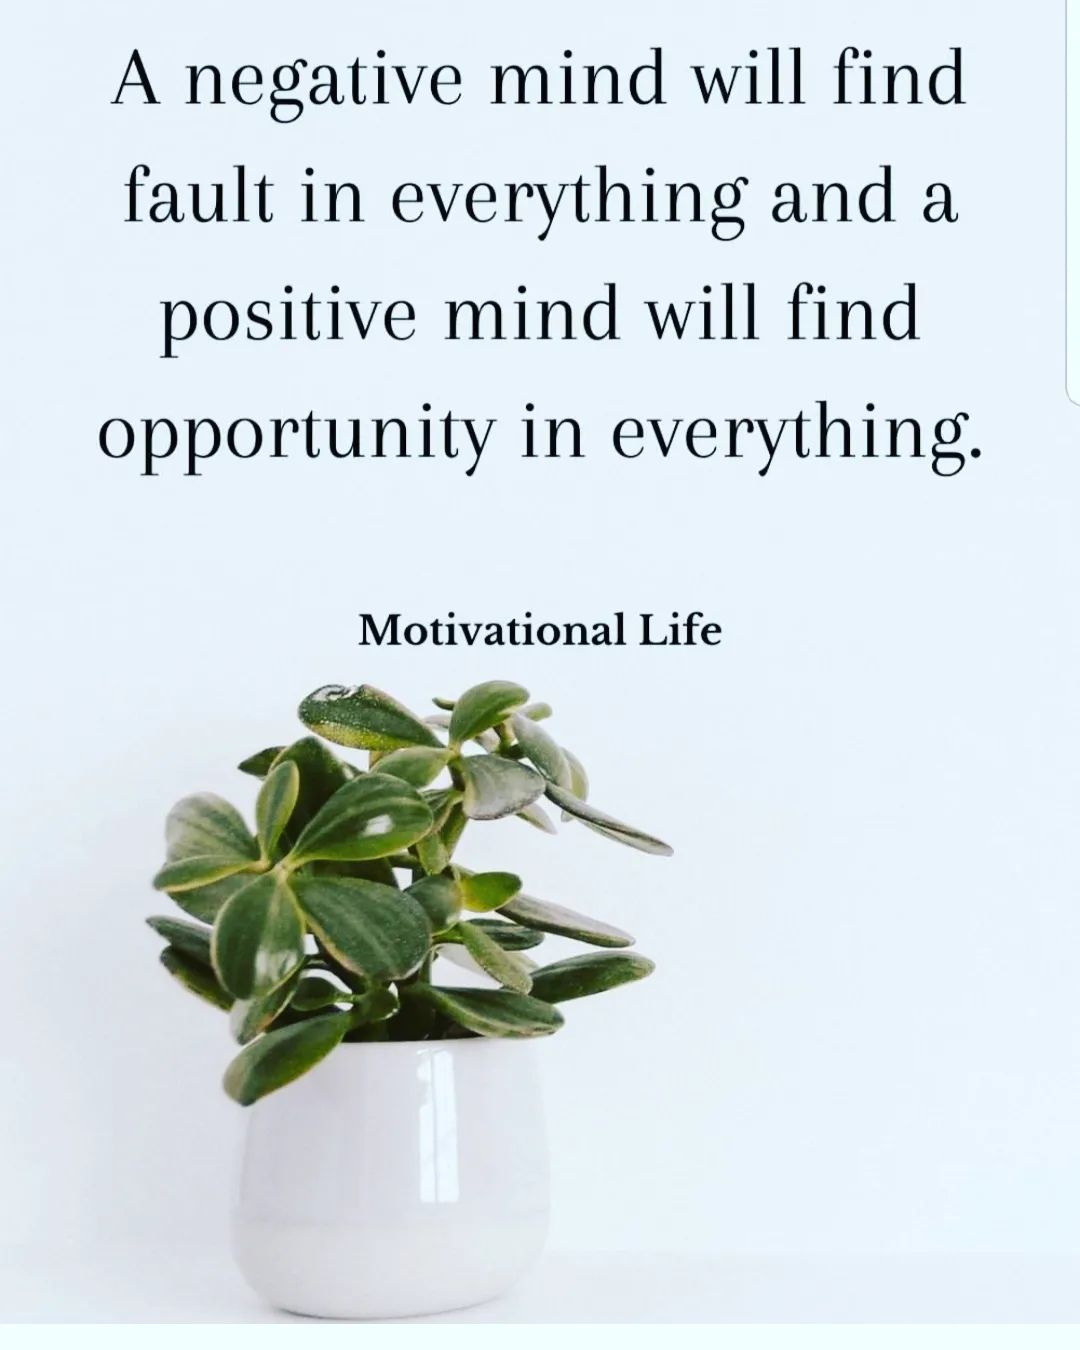 A negative mind will find
fault in everything and a
positive mind will find
opportunity in everything.
Motivational Life